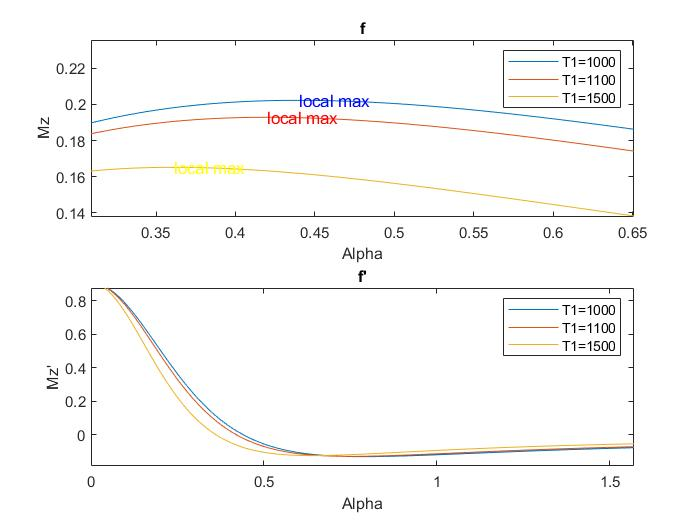 f
Mz
0.22
0.2
0.18
0.16
0.14
local max
local max
local max
T1=1000
T1=1100
T1=1500
0.35 0.4 0.45 0.5 0.55 0.6 0.65
Alpha
f'
Mz'
0.8
0.6
0.4
0.2
0
T1=1000
T1=1100
T1=1500
0 0.5 1 1.5
Alpha